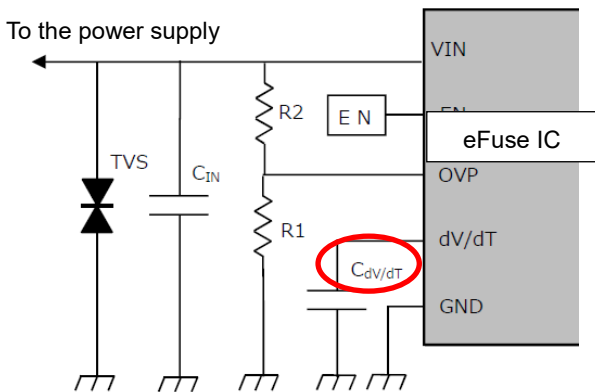 To the power supply
VIN
R2
E N
EN
eFuse IC
TVS
CIN
OVP
R1
dV/dT
CdV/dT
GND